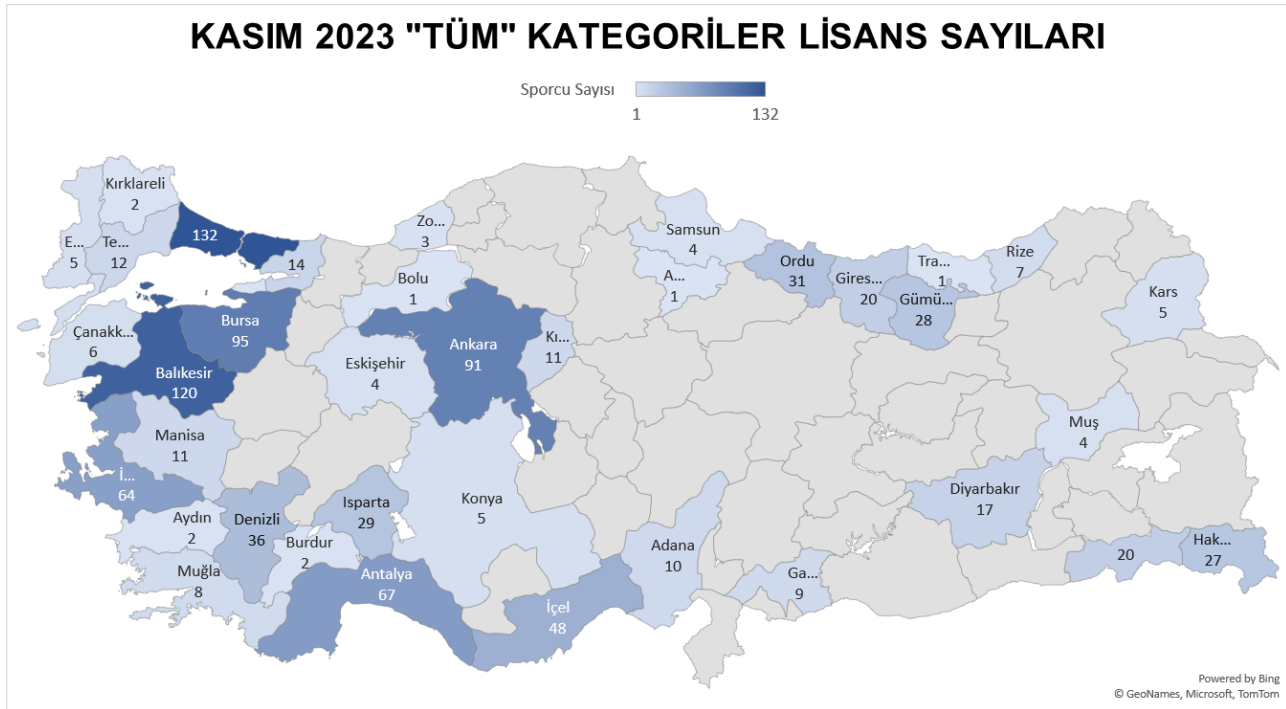 KASIM 2023 "TÜM" KATEGORİLER LİSANS SAYILARI
Sporcu Sayısı
1
132
Kırklareli
2
E...
5
Te...
12
132
14
Zo...
3
Bolu
1
Samsun
4
A...
1
Ordu
31
Gires...
20
Tra...
1
Gümü...
28
Rize
7
Kars
5
Çanakk...
6
Bursa
95
Balıkesir
120
Eskişehir
4
Ankara
91
Kı...
11
Manisa
11
Muş
4
İ...
64
Aydın
2
Denizli
36
Isparta
29
Burdur
2
Konya
5
Diyarbakır
17
Muğla
8
Antalya
67
İçel
48
Adana
10
Ga...
9
20
Hak...
27
Powered by Bing
© GeoNames, Microsoft, TomTom